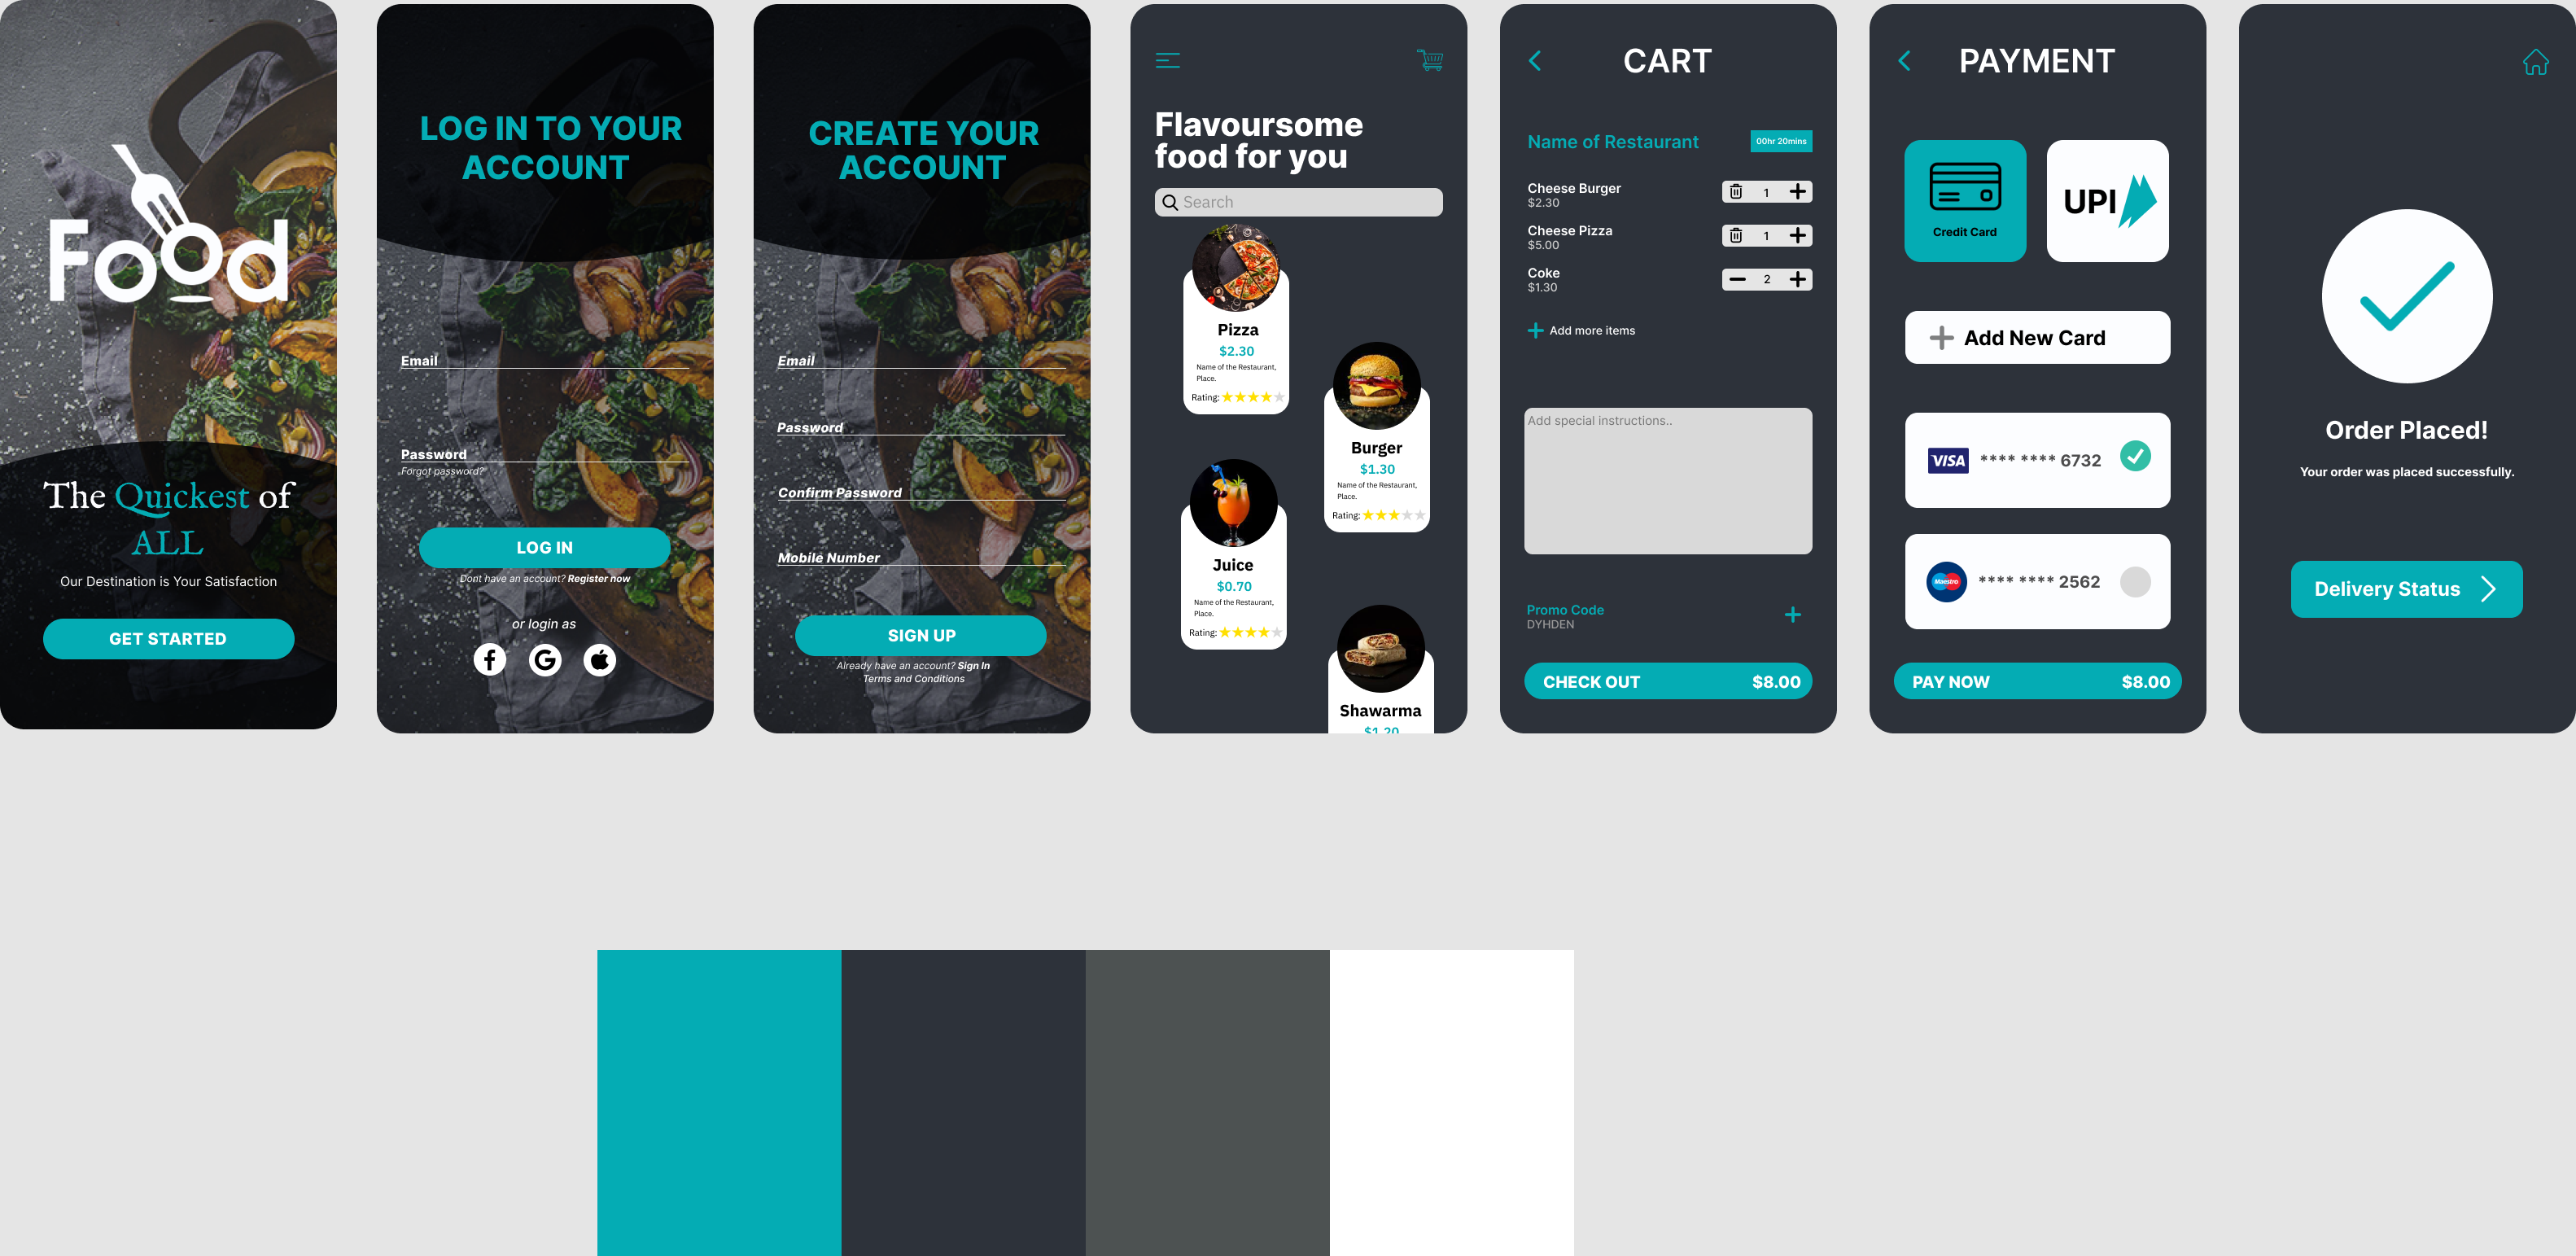 Food
The Quickest of
ALL
Our Destination is Your Satisfaction
GET STARTED
LOG IN TO YOUR
ACCOUNT
Email
Password
Forgot password?
LOG IN
Dont have an account? Register now
or login as
CREATE YOUR
ACCOUNT
Email
Password
Confirm Password
Mobile Number
SIGN UP
Already have an account? Sign In
Terms and Conditions
Flavoursome
food for you
Search
Pizza
$2.30
Name of the Restaurant,
Place.
Rating:
Burger
$1.30
Name of the Restaurant,
Place.
Rating:
Juice
$0.70
Name of the Restaurant,
Place.
Rating:
Shawarma
$1.20
CART
Name of Restaurant
00hr 20mins
Cheese Burger
$2.30
1
Cheese Pizza
$5.00
1
Coke
$1.30
2
Add more items
Add special instructions..
Promo Code
DYHDEN
CHECK OUT $8.00
PAYMENT
Credit Card
UPI
Add New Card
VISA **** **** 6732
Maestro **** **** 2562
PAY NOW $8.00
Order Placed!
Your order was placed successfully.
Delivery Status